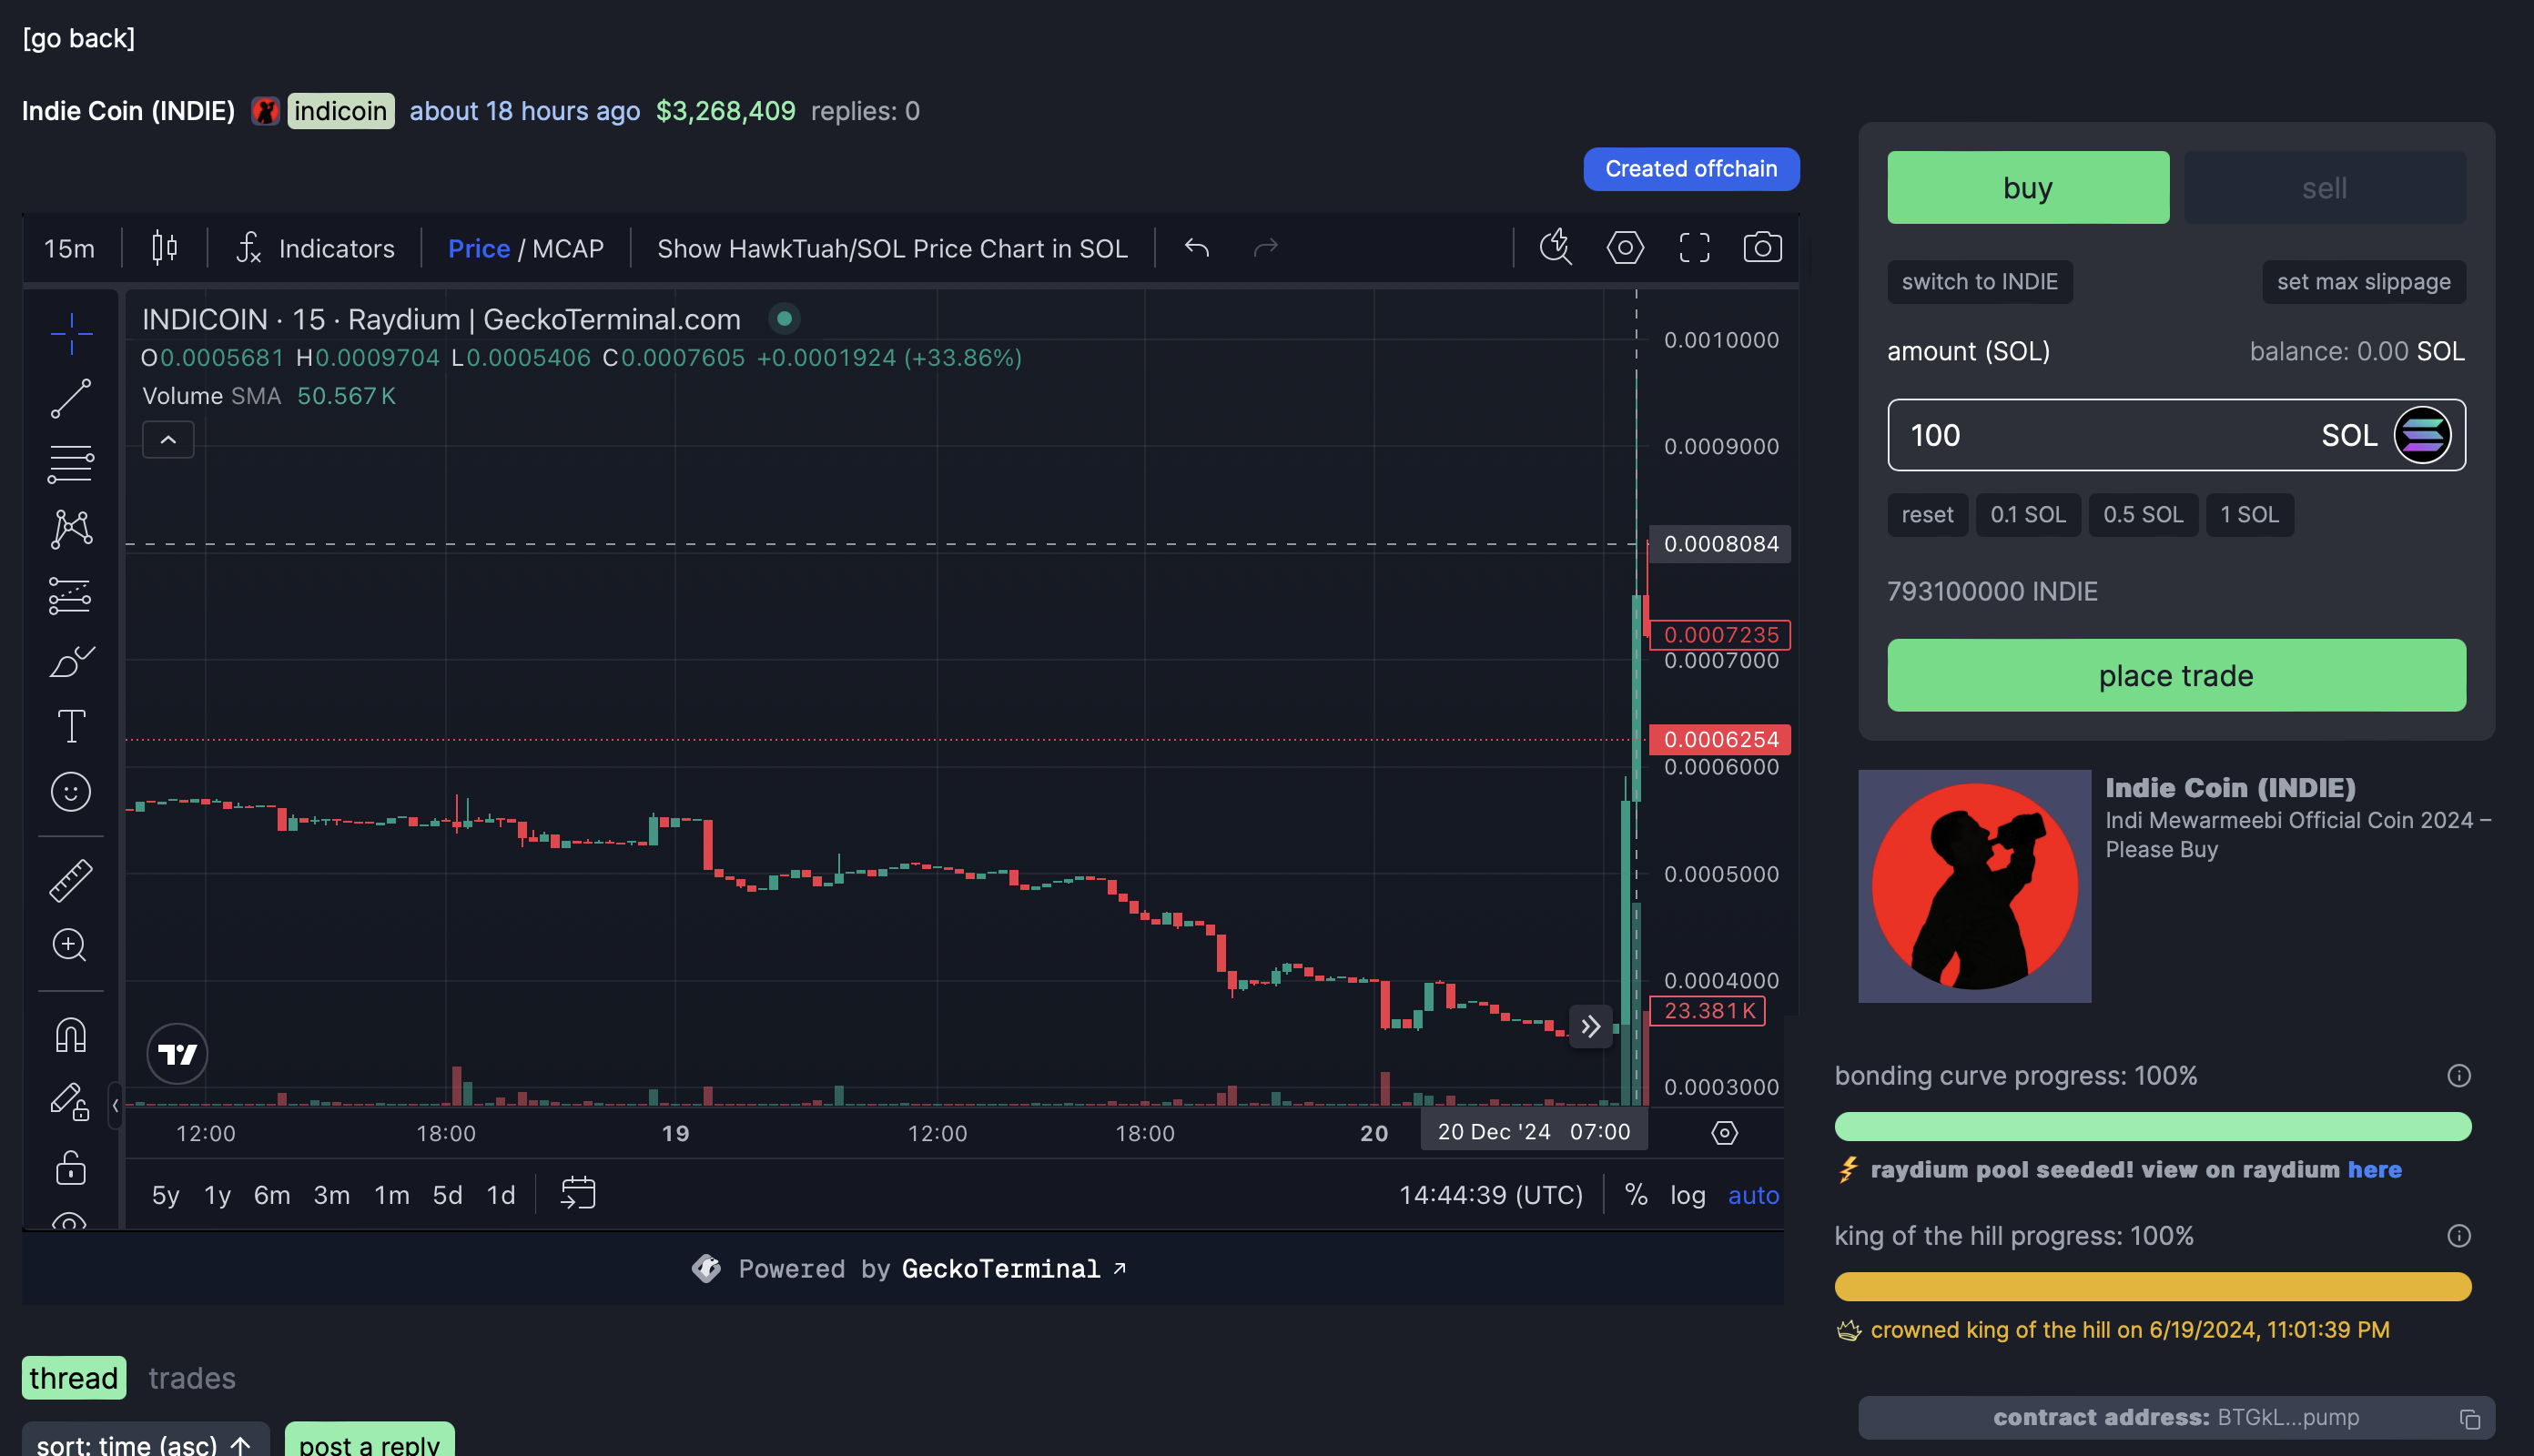 [go back]
Indie Coin (INDIE) indicoin about 18 hours ago $3,268,409 replies: 0
Created offchain
15m Indicators Price / MCAP Show HawkTuah/SOL Price Chart in SOL
INDICOIN · 15 · Raydium | GeckoTerminal.com
O0.0005681 H0.0009704 L0.0005406 C0.0007605 +0.0001924 (+33.86%)
Volume SMA 50.567 K
0.0010000
0.0009000
0.0008084
0.0007235
0.0007000
0.0006254
0.0006000
0.0005000
0.0004000
23.381 K
0.0003000
12:00 18:00 19 12:00 18:00 20 20 Dec '24 07:00
5y 1y 6m 3m 1m 5d 1d 14:44:39 (UTC) % log auto
Powered by GeckoTerminal ↗
thread trades
sort: time (asc) ↑ post a reply
buy sell
switch to INDIE set max slippage
amount (SOL) balance: 0.00 SOL
100 SOL
reset 0.1 SOL 0.5 SOL 1 SOL
793100000 INDIE
place trade
Indie Coin (INDIE)
Indi Mewarmeebi Official Coin 2024 –
Please Buy
bonding curve progress: 100%
raydium pool seeded! view on raydium here
king of the hill progress: 100%
crowned king of the hill on 6/19/2024, 11:01:39 PM
contract address: BTGkL...pump